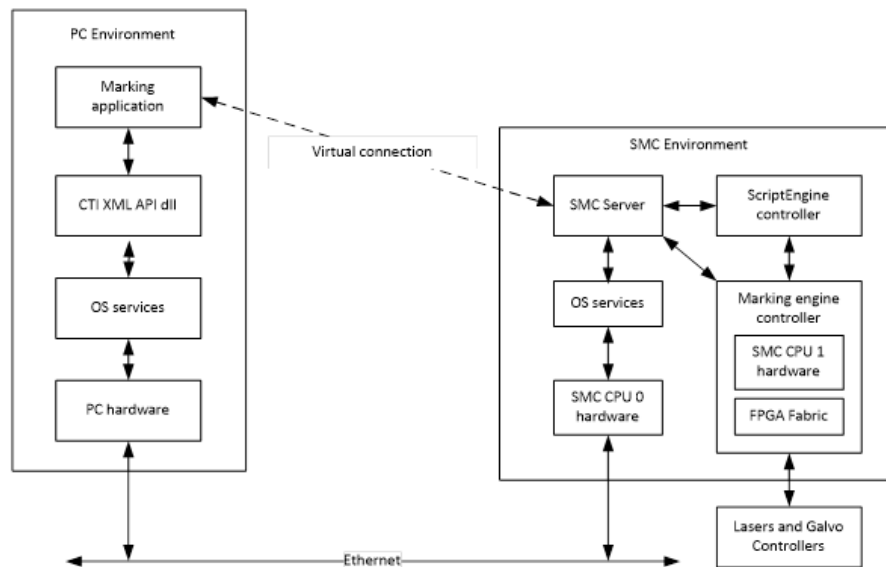 PC Environment
Marking
application
CTI XML API dll
OS services
PC hardware
Virtual connection
SMC Environment
SMC Server
ScriptEngine
controller
OS services
Marking engine
controller
SMC CPU 1
hardware
FPGA Fabric
SMC CPU 0
hardware
Lasers and Galvo
Controllers
Ethernet